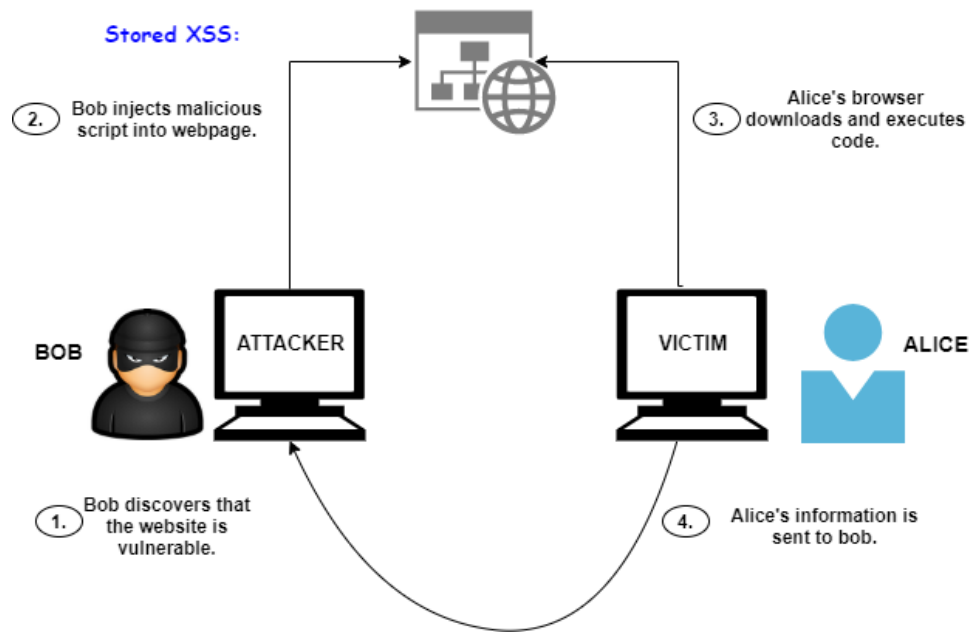 Stored XSS:
2.
Bob injects malicious
script into webpage.
3.
Alice's browser
downloads and executes
code.
BOB
ATTACKER
VICTIM
ALICE
1.
Bob discovers that
the website is
vulnerable.
4.
Alice's information is
sent to bob.